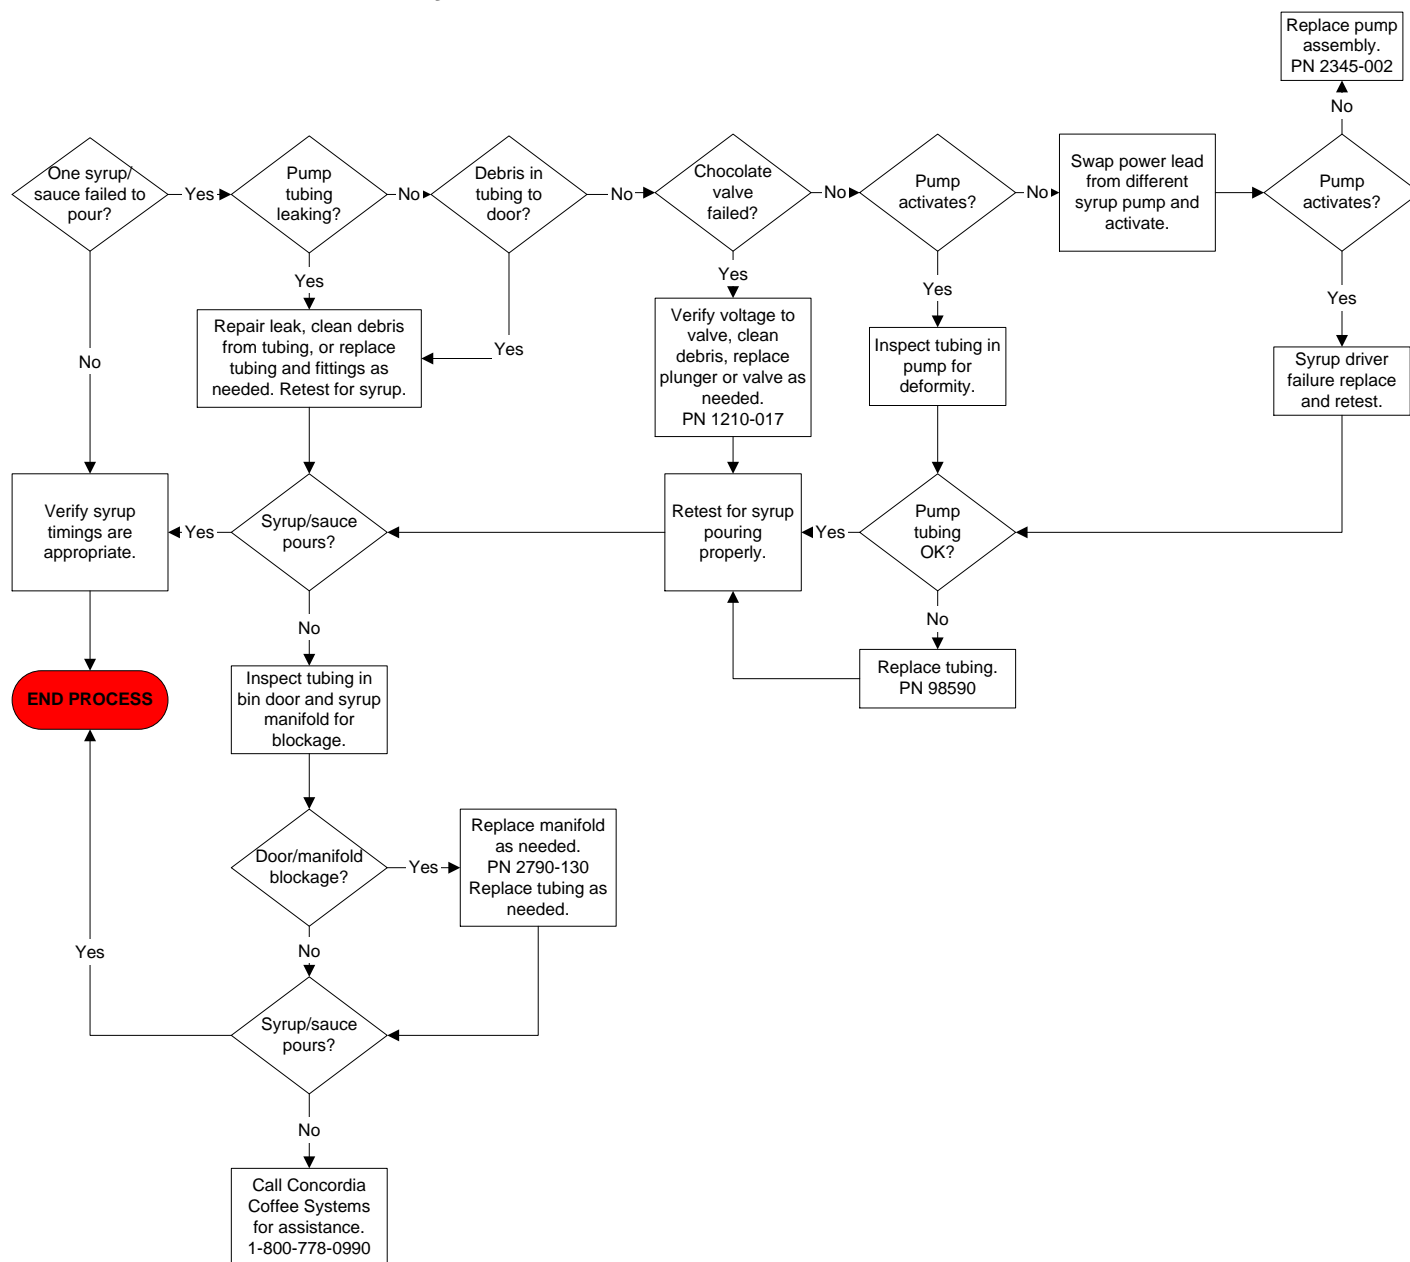 Replace pump
assembly.
PN 2345-002
No
One syrup/
sauce failed to
pour?
Yes
Pump
tubing
leaking?
No
Debris in
tubing to
door?
No
Chocolate
valve
failed?
No
Pump
activates?
No
Swap power lead
from different
syrup pump and
activate.
Pump
activates?
Yes
Yes
Yes
Yes
Repair leak, clean debris
from tubing, or replace
tubing and fittings as
needed. Retest for syrup.
Yes
No
Verify voltage to
valve, clean
debris, replace
plunger or valve as
needed.
PN 1210-017
Inspect tubing in
pump for
deformity.
Syrup driver
failure replace
and retest.
Verify syrup
timings are
appropriate.
Yes
Syrup/sauce
pours?
Retest for syrup
pouring
properly.
Yes
Pump
tubing
OK?
No
No
Replace tubing.
PN 98590
END PROCESS
Inspect tubing in
bin door and syrup
manifold for
blockage.
Door/manifold
blockage?
Yes
Replace manifold
as needed.
PN 2790-130
Replace tubing as
needed.
Yes
No
Syrup/sauce
pours?
No
Call Concordia
Coffee Systems
for assistance.
1-800-778-0990